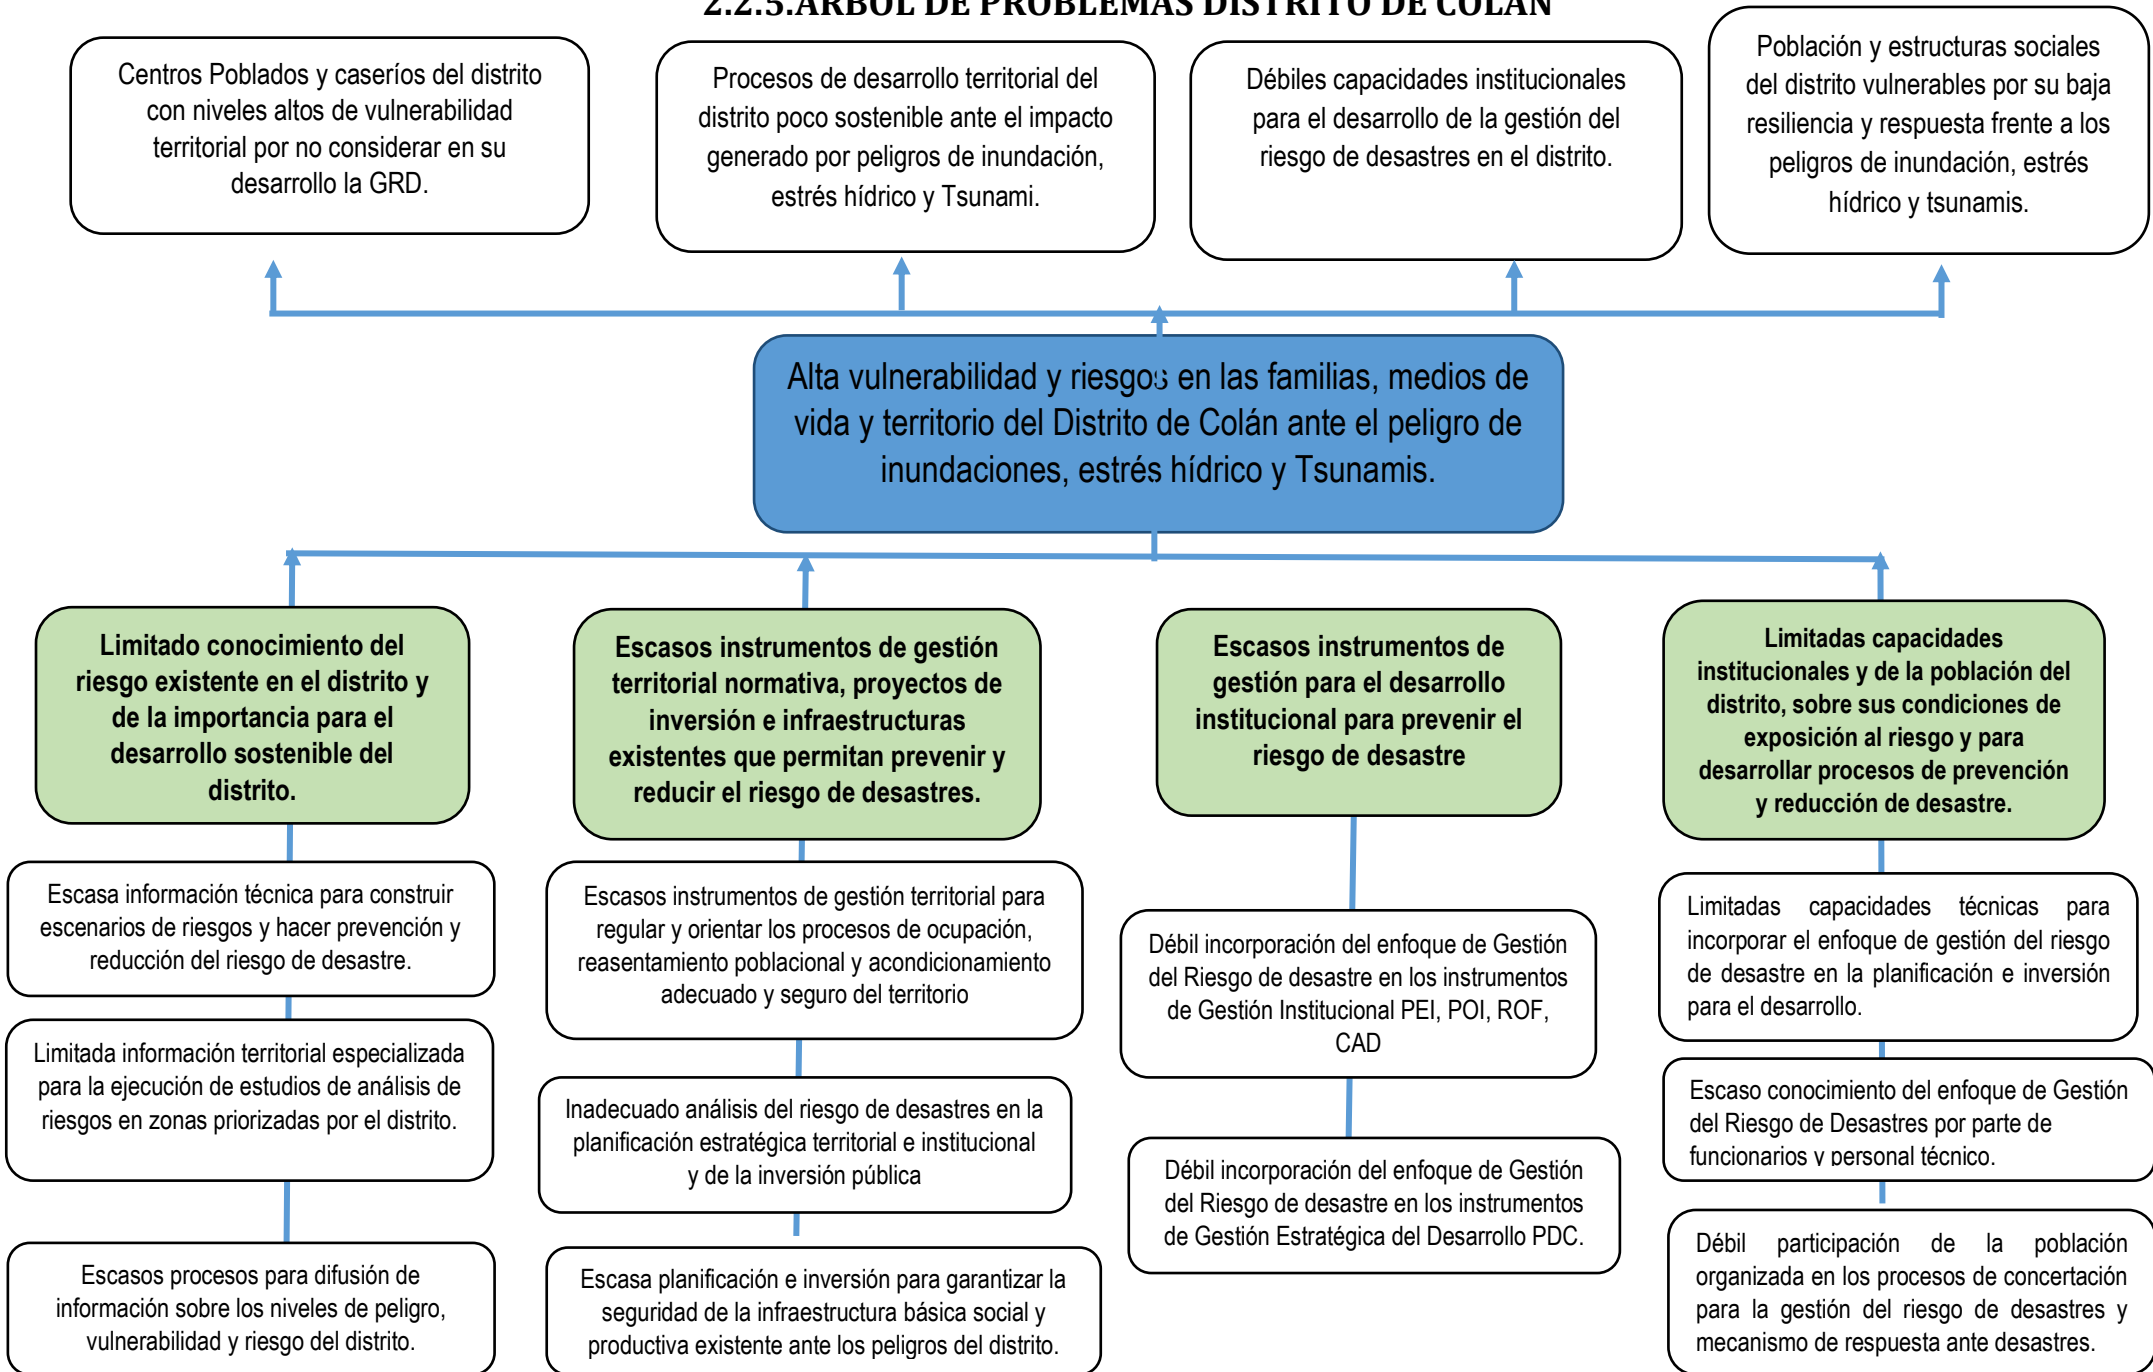 2.2.5.ARBOL DE PROBLEMAS DISTRITO DE COLAN
Centros Poblados y caseríos del distrito
con niveles altos de vulnerabilidad
territorial por no considerar en su
desarrollo la GRD.
Procesos de desarrollo territorial del
distrito poco sostenible ante el impacto
generado por peligros de inundación,
estrés hídrico y Tsunami.
Débiles capacidades institucionales
para el desarrollo de la gestión del
riesgo de desastres en el distrito.
Población y estructuras sociales
del distrito vulnerables por su baja
resiliencia y respuesta frente a los
peligros de inundación, estrés
hídrico y tsunamis.
Alta vulnerabilidad y riesgos en las familias, medios de
vida y territorio del Distrito de Colán ante el peligro de
inundaciones, estrés hídrico y Tsunamis.
Limitado conocimiento del
riesgo existente en el distrito y
de la importancia para el
desarrollo sostenible del
distrito.
Escasos instrumentos de gestión
territorial normativa, proyectos de
inversión e infraestructuras
existentes que permitan prevenir y
reducir el riesgo de desastres.
Escasos instrumentos de
gestión para el desarrollo
institucional para prevenir el
riesgo de desastre
Limitadas capacidades
institucionales y de la población del
distrito, sobre sus condiciones de
exposición al riesgo y para
desarrollar procesos de prevención
y reducción de desastre.
Escasa información técnica para construir
escenarios de riesgos y hacer prevención y
reducción del riesgo de desastre.
Limitada información territorial especializada
para la ejecución de estudios de análisis de
riesgos en zonas priorizadas por el distrito.
Escasos procesos para difusión de
información sobre los niveles de peligro,
vulnerabilidad y riesgo del distrito.
Escasos instrumentos de gestión territorial para
regular y orientar los procesos de ocupación,
reasentamiento poblacional y acondicionamiento
adecuado y seguro del territorio
Inadecuado análisis del riesgo de desastres en la
planificación estratégica territorial e institucional
y de la inversión pública
Escasa planificación e inversión para garantizar la
seguridad de la infraestructura básica social y
productiva existente ante los peligros del distrito.
Débil incorporación del enfoque de Gestión
del Riesgo de desastre en los instrumentos
de Gestión Institucional PEI, POI, ROF,
CAD
Débil incorporación del enfoque de Gestión
del Riesgo de desastre en los instrumentos
de Gestión Estratégica del Desarrollo PDC.
Limitadas capacidades técnicas para
incorporar el enfoque de gestión del riesgo
de desastre en la planificación e inversión
para el desarrollo.
Escaso conocimiento del enfoque de Gestión
del Riesgo de Desastres por parte de
funcionarios y personal técnico.
Débil participación de la población
organizada en los procesos de concertación
para la gestión del riesgo de desastres y
mecanismo de respuesta ante desastres.